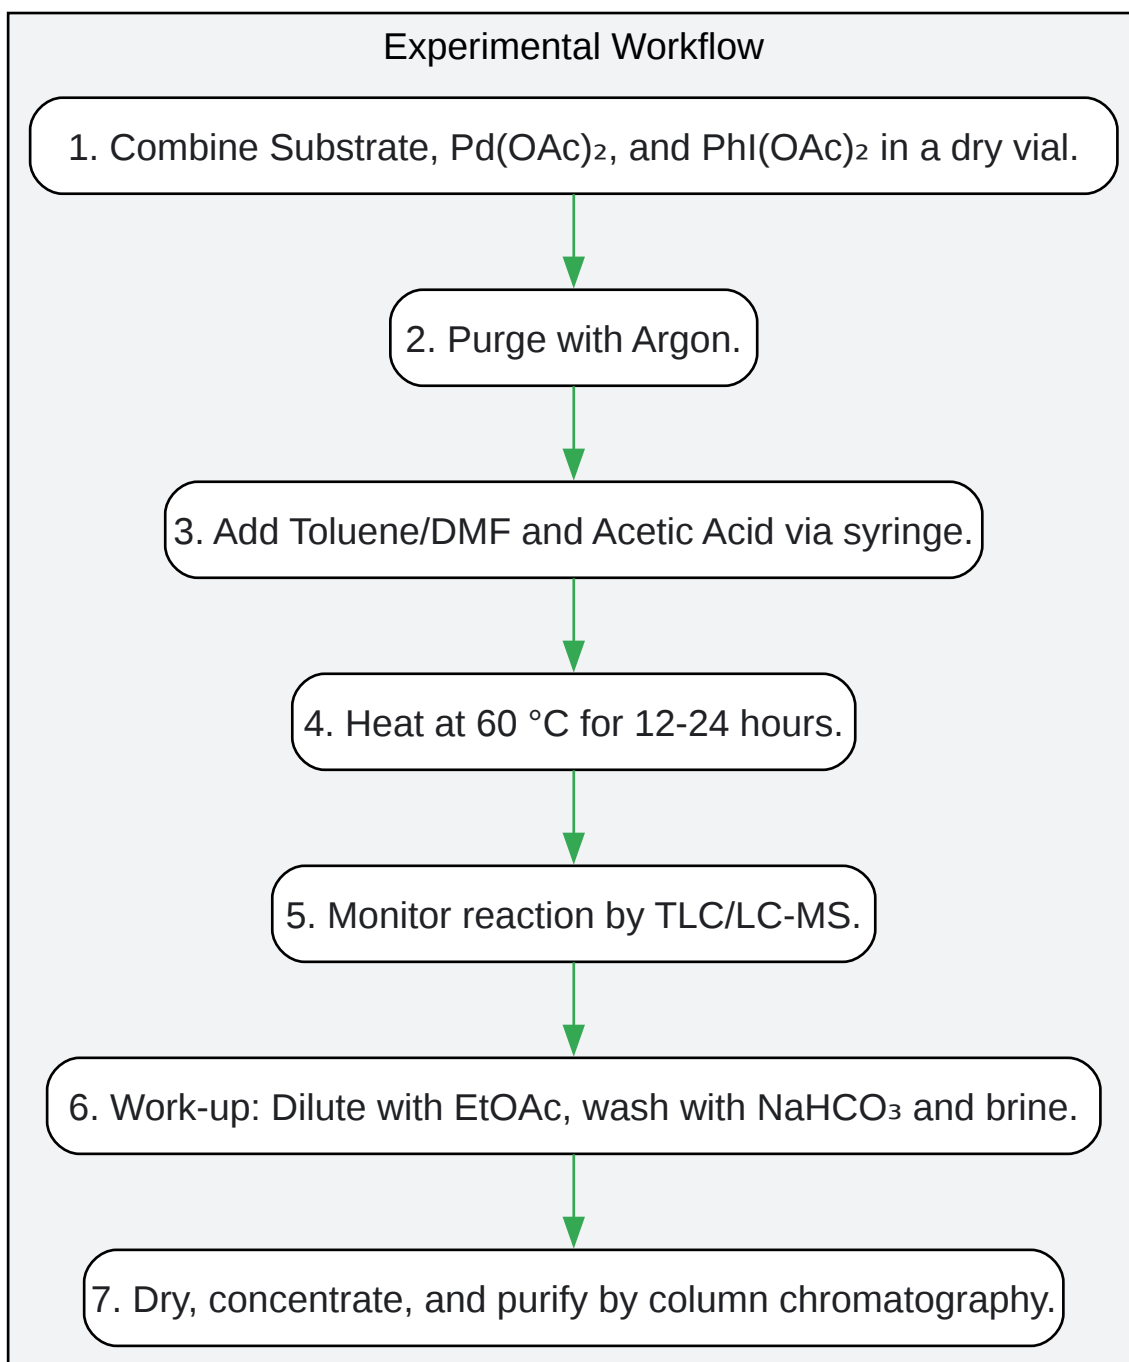 Experimental Workflow
1. Combine Substrate, Pd(OAc)₂, and PhI(OAc)₂ in a dry vial.
2. Purge with Argon.
3. Add Toluene/DMF and Acetic Acid via syringe.
4. Heat at 60 °C for 12-24 hours.
5. Monitor reaction by TLC/LC-MS.
6. Work-up: Dilute with EtOAc, wash with NaHCO₃ and brine.
7. Dry, concentrate, and purify by column chromatography.